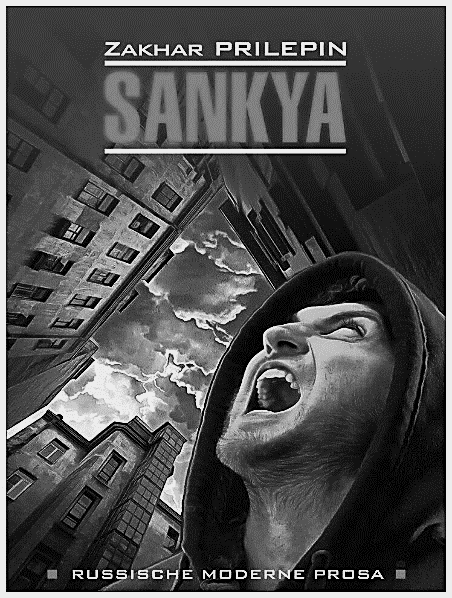 ZAKHAR PRILEPIN
SANKYA
RUSSISCHE MODERNE PROSA